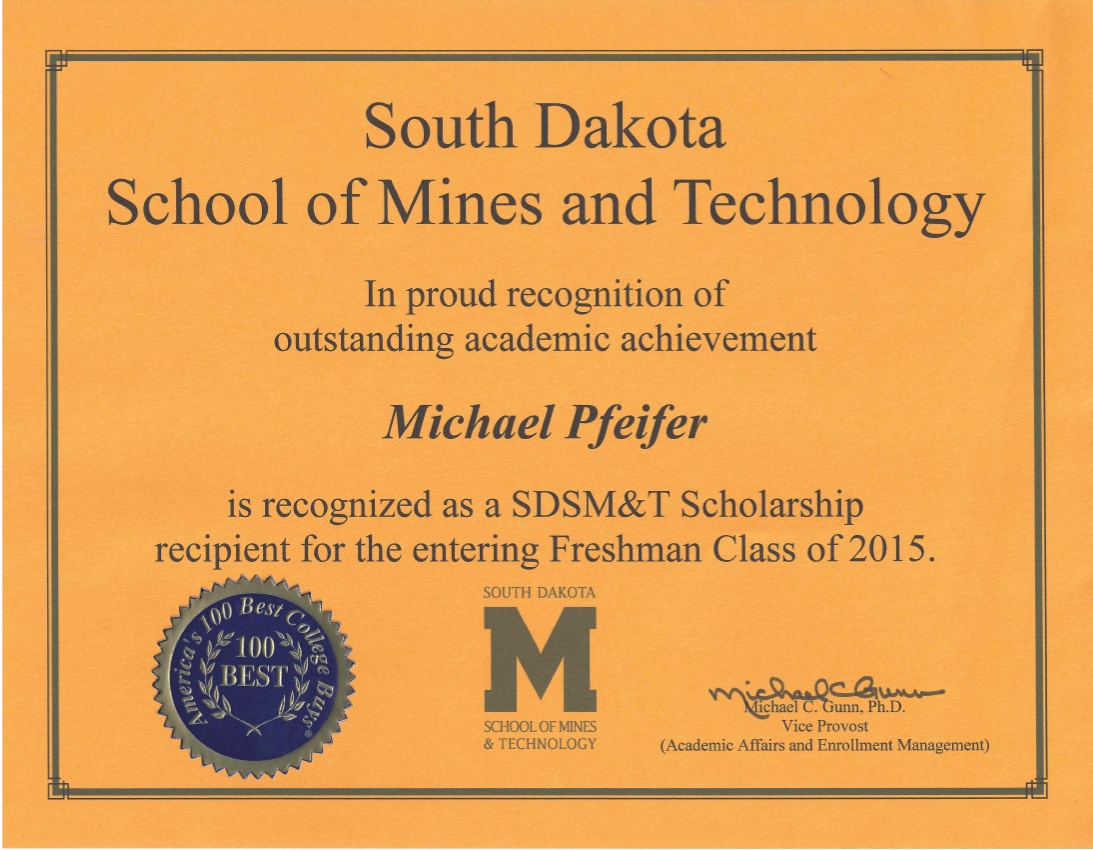 South Dakota
School of Mines and Technology
In proud recognition of
outstanding academic achievement
Michael Pfeifer
is recognized as a SDSM&T Scholarship
recipient for the entering Freshman Class of 2015.
America's 100 Best College Buys®
100
BEST
SOUTH DAKOTA
M
SCHOOL OF MINES
& TECHNOLOGY
Michael C Gunn
Michael C. Gunn, Ph.D.
Vice Provost
(Academic Affairs and Enrollment Management)